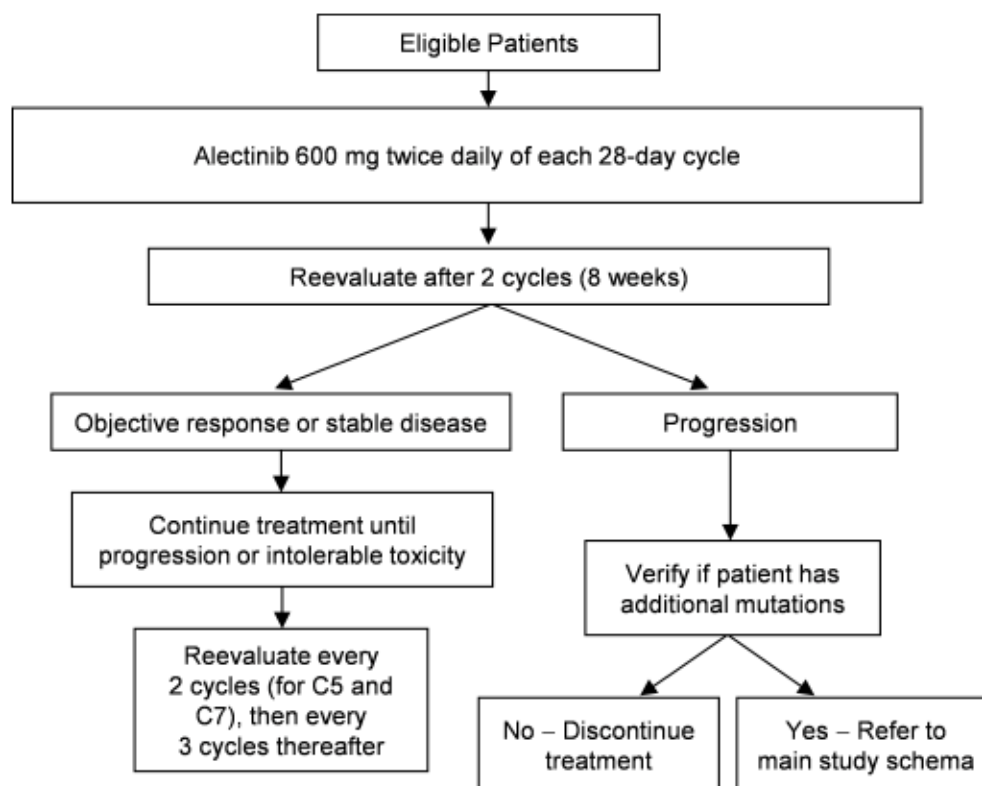 Eligible Patients
Alectinib 600 mg twice daily of each 28-day cycle
Reevaluate after 2 cycles (8 weeks)
Objective response or stable disease
Progression
Continue treatment until
progression or intolerable toxicity
Verify if patient has
additional mutations
Reevaluate every
2 cycles (for C5 and
C7), then every
3 cycles thereafter
No – Discontinue
treatment
Yes – Refer to
main study schema